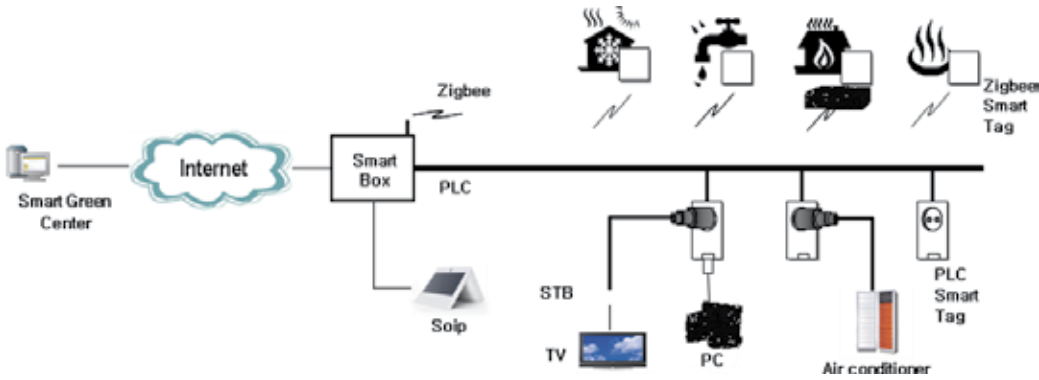 Zigbee
Zigbee
Smart
Tag
Internet
Smart
Box
PLC
Smart Green
Center
Soip
STB
TV
PC
Air conditioner
PLC
Smart
Tag